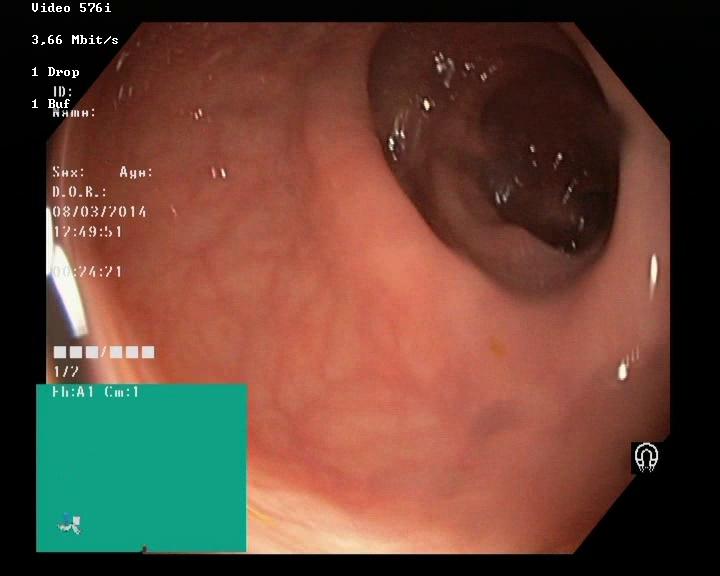 Video 576i
3,66 Mbit/s
1 Drop
ID:
1 Buf
Name:
Sex: Age:
D.O.R.:
08/03/2014
12:49:51
00:24:21
1/2
Eh:A1 Cm:1